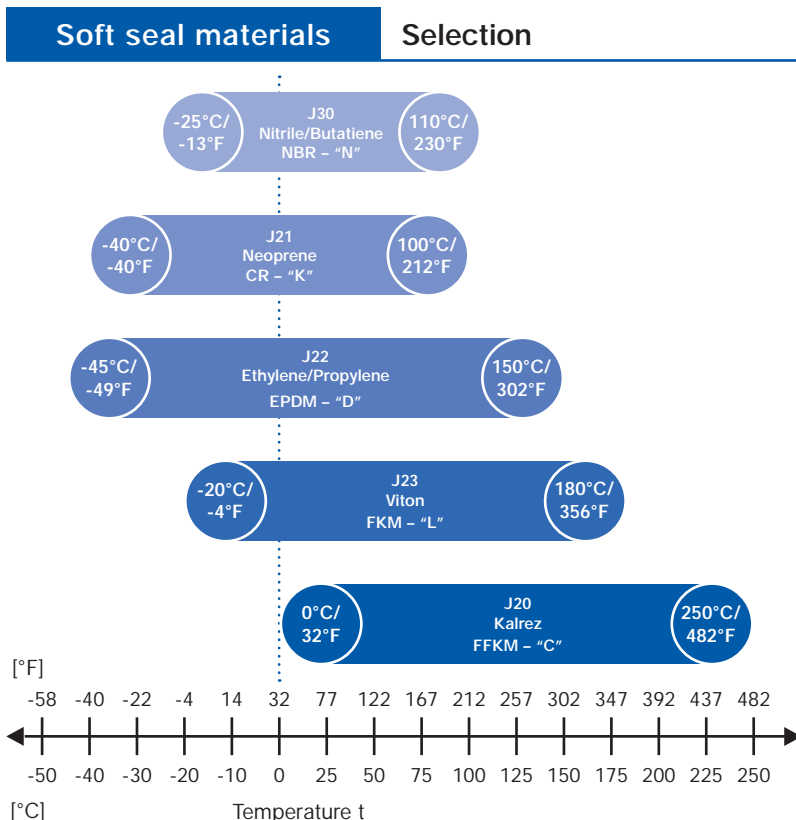 Soft seal materials Selection
-25°C/
-13°F
J30
Nitrile/Butatiene
NBR – “N”
110°C/
230°F
-40°C/
-40°F
J21
Neoprene
CR – “K”
100°C/
212°F
-45°C/
-49°F
J22
Ethylene/Propylene
EPDM – “D”
150°C/
302°F
-20°C/
-4°F
J23
Viton
FKM – “L”
180°C/
356°F
0°C/
32°F
J20
Kalrez
FFKM – “C”
250°C/
482°F
[°F]
-58 -40 -22 -4 14 32 77 122 167 212 257 302 347 392 437 482
-50 -40 -30 -20 -10 0 25 50 75 100 125 150 175 200 225 250
[°C] Temperature t